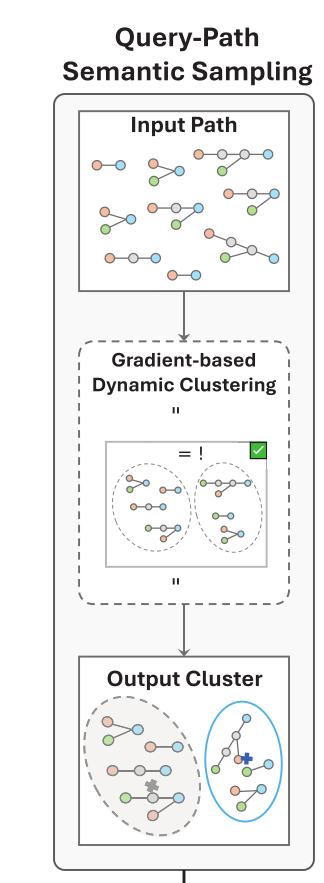 Query-Path
Semantic Sampling
Input Path
Gradient-based
Dynamic Clustering
"
= !
"
Output Cluster